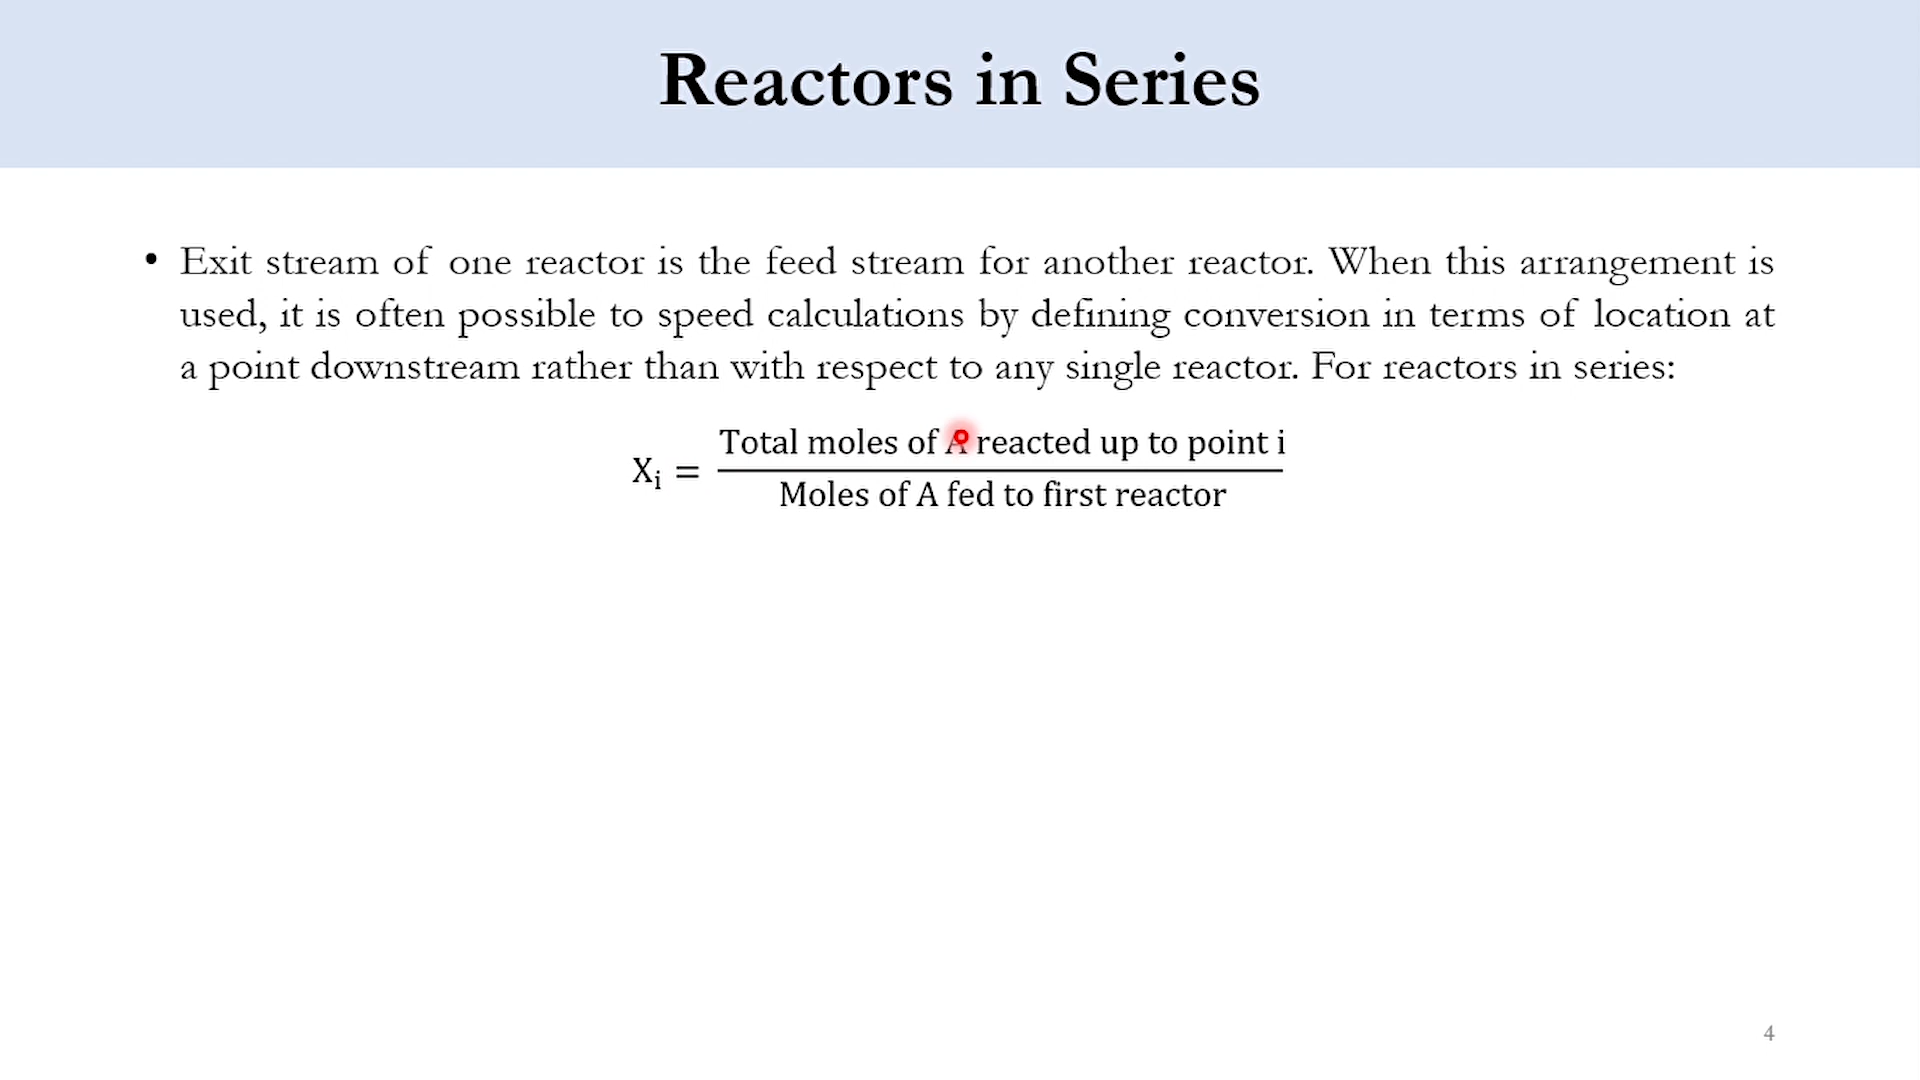 Reactors in Series
• Exit stream of one reactor is the feed stream for another reactor. When this arrangement is
used, it is often possible to speed calculations by defining conversion in terms of location at
a point downstream rather than with respect to any single reactor. For reactors in series:
Xᵢ = Total moles of A reacted up to point i
Moles of A fed to first reactor
4